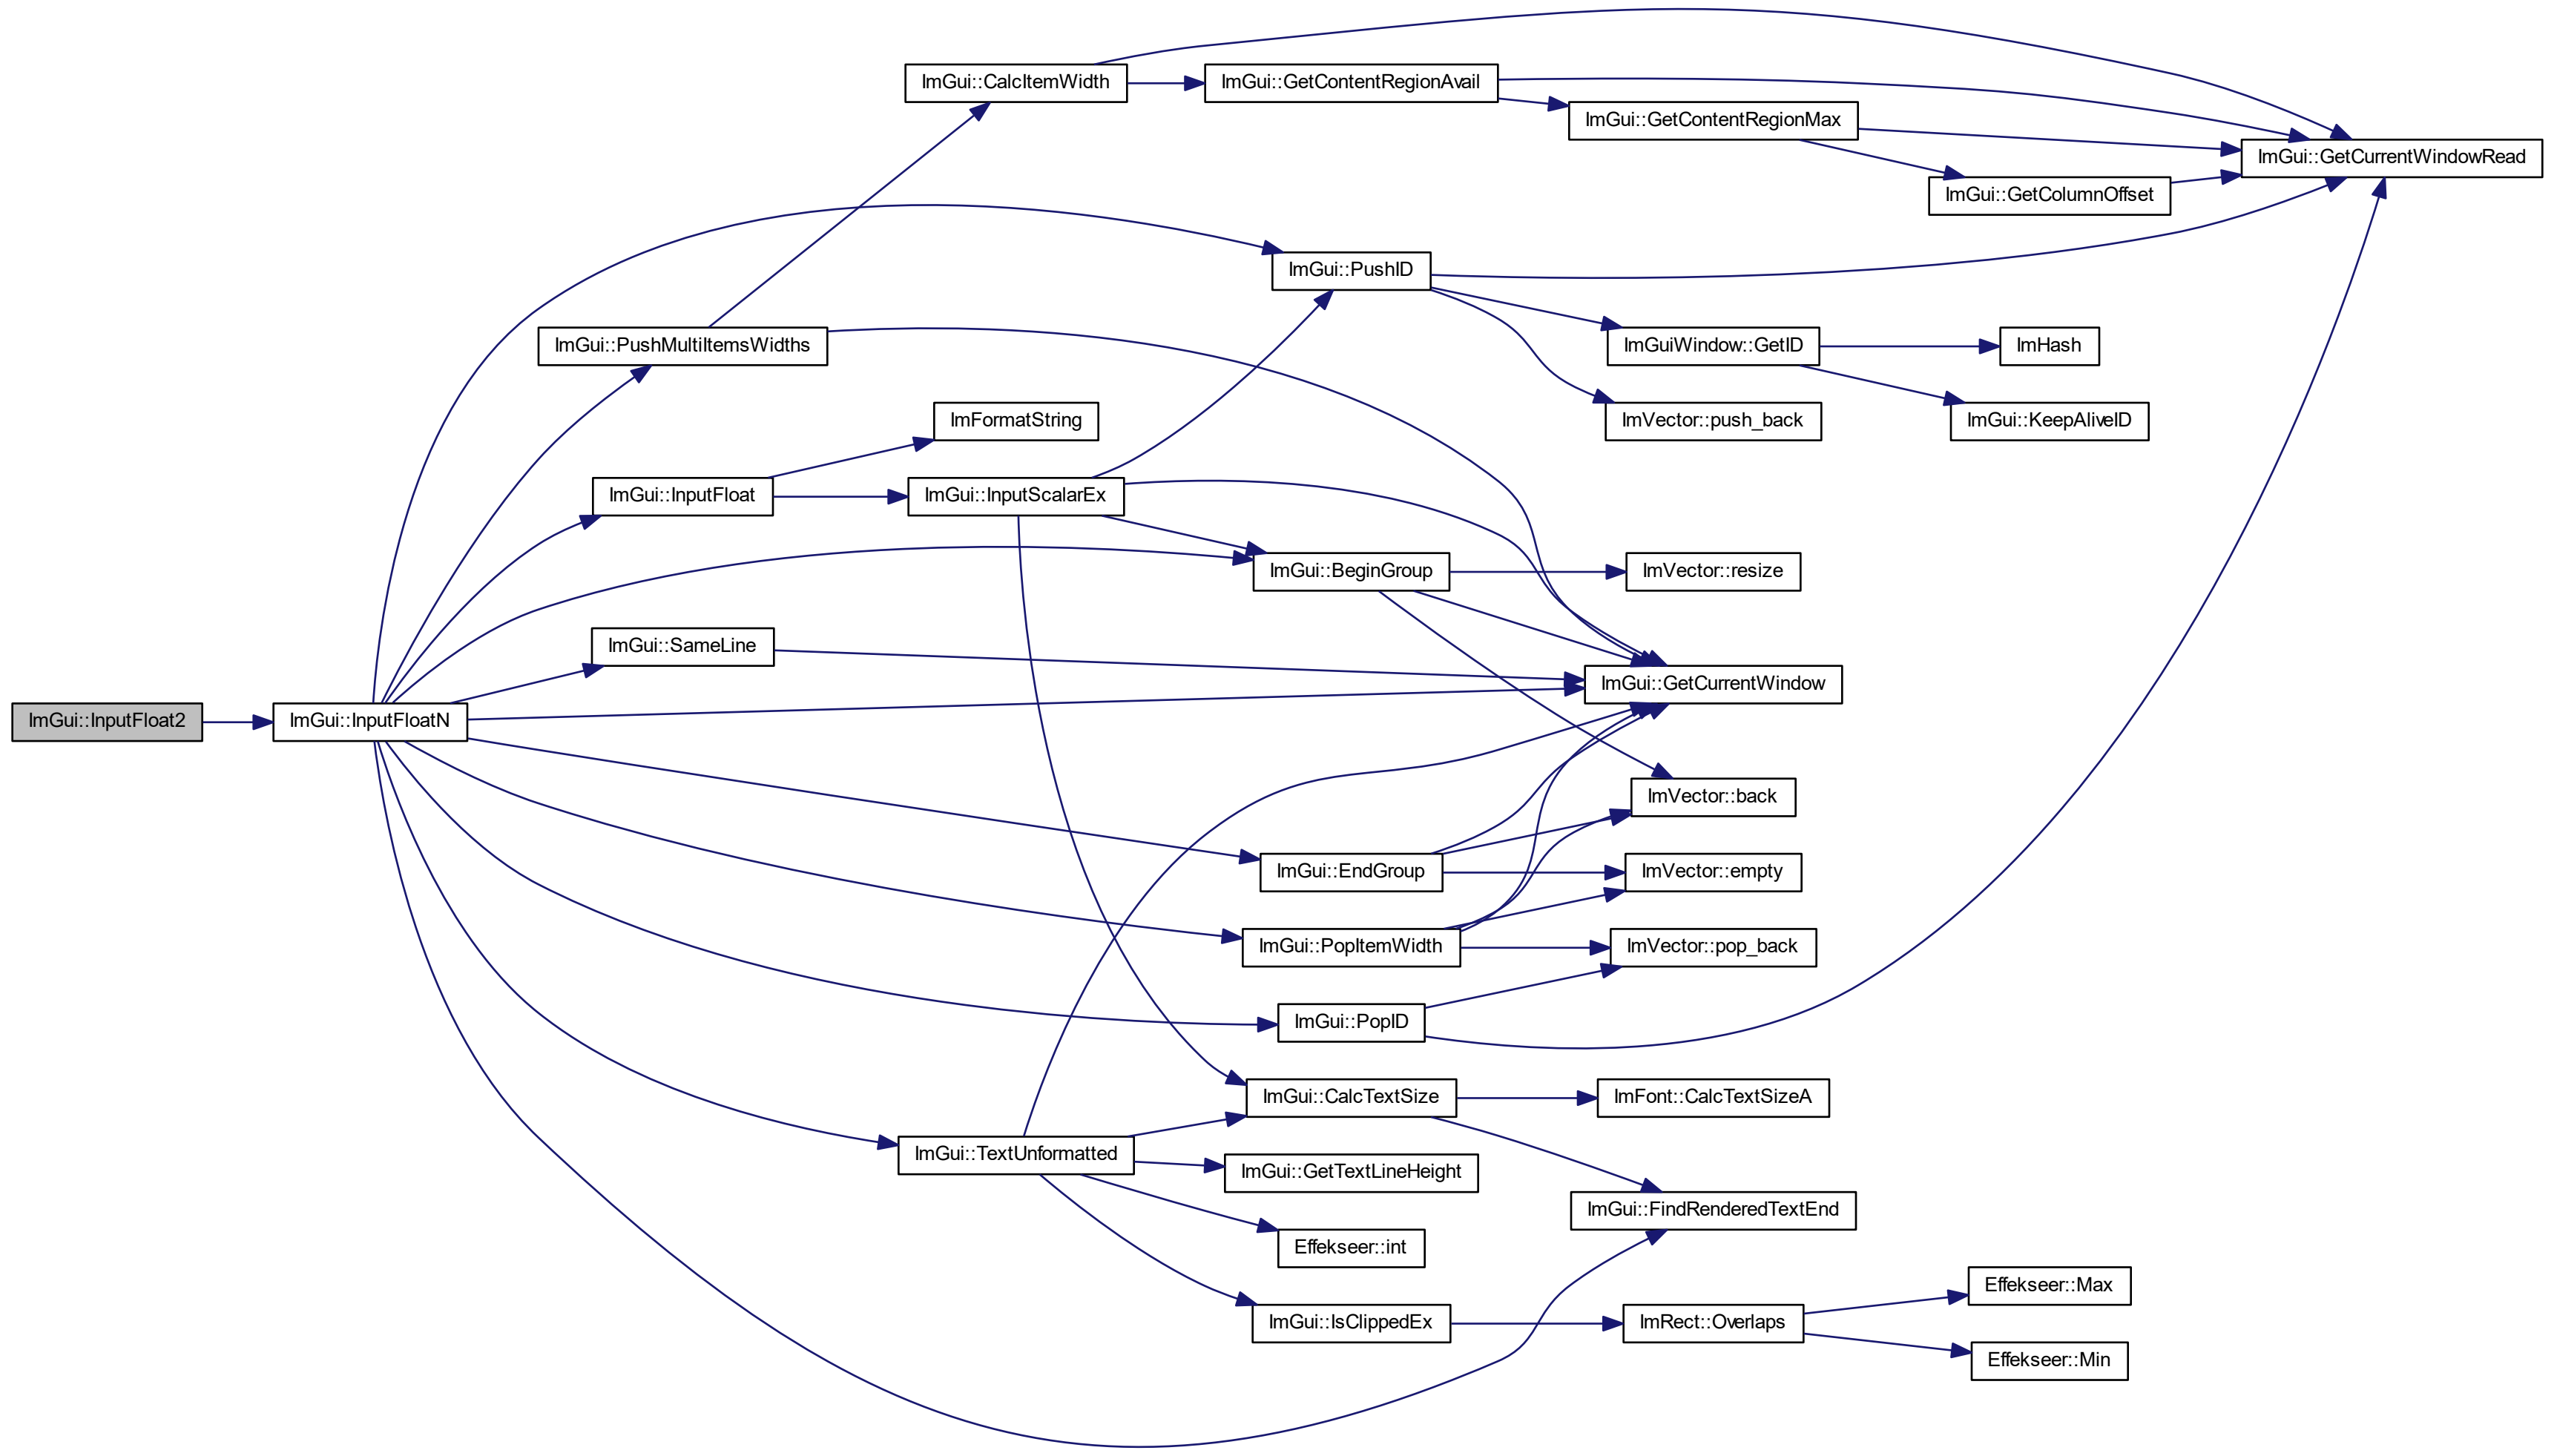 ImGui::CalcItemWidth
ImGui::GetContentRegionAvail
ImGui::GetContentRegionMax
ImGui::GetCurrentWindowRead
ImGui::GetColumnOffset
ImGui::PushID
ImGui::PushMultiItemsWidths
ImGuiWindow::GetID
ImHash
ImFormatString
ImVector::push_back
ImGui::KeepAliveID
ImGui::InputFloat
ImGui::InputScalarEx
ImGui::BeginGroup
ImVector::resize
ImGui::SameLine
ImGui::GetCurrentWindow
ImGui::InputFloat2
ImGui::InputFloatN
ImVector::back
ImGui::EndGroup
ImVector::empty
ImGui::PopItemWidth
ImVector::pop_back
ImGui::PopID
ImGui::CalcTextSize
ImFont::CalcTextSizeA
ImGui::TextUnformatted
ImGui::GetTextLineHeight
ImGui::FindRenderedTextEnd
Effekseer::int
Effekseer::Max
ImGui::IsClippedEx
ImRect::Overlaps
Effekseer::Min